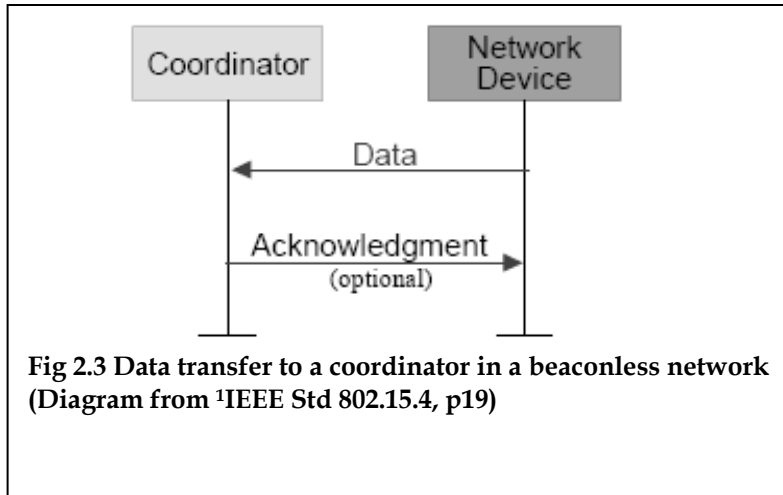 Coordinator
Network
Device
Data
Acknowledgment
(optional)
Fig 2.3 Data transfer to a coordinator in a beaconless network
(Diagram from ¹IEEE Std 802.15.4, p19)